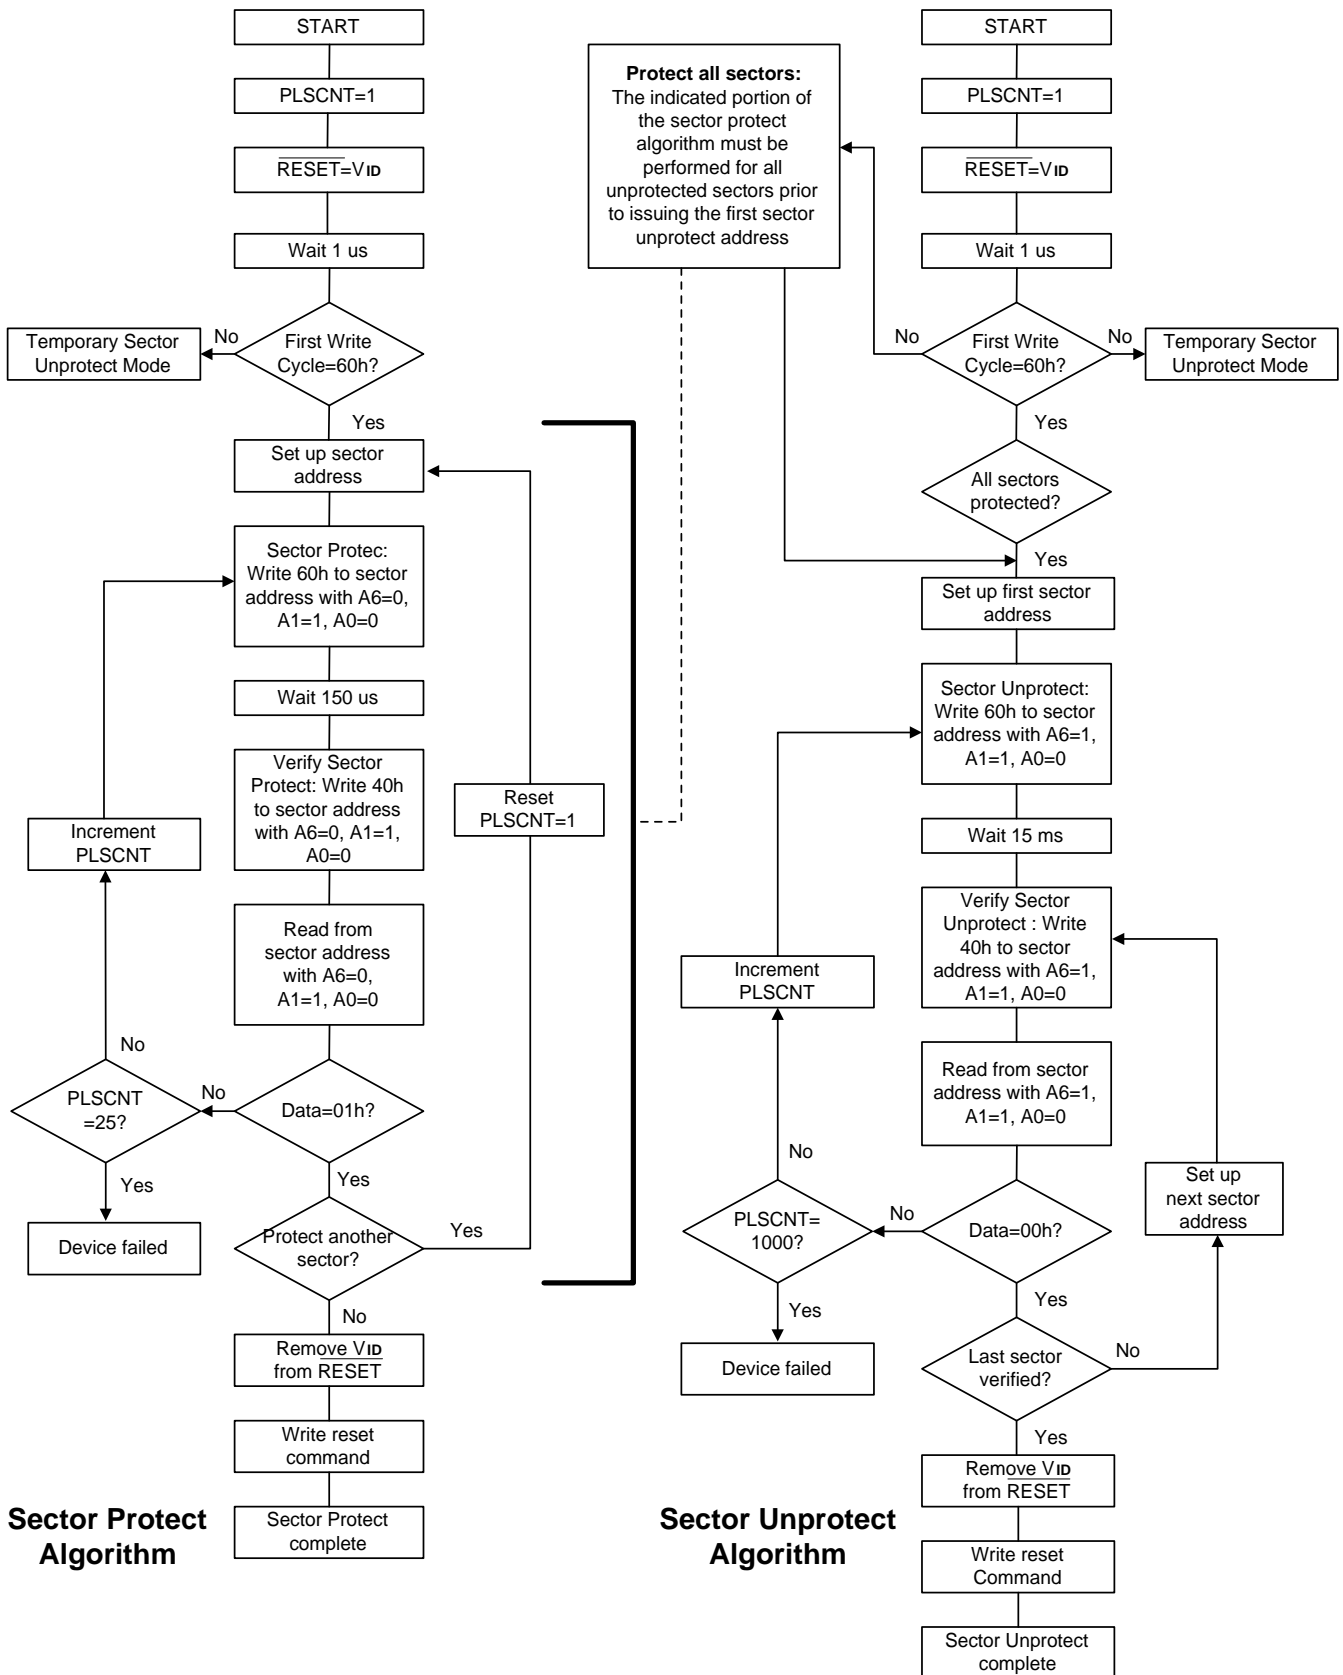 START
PLSCNT=1
RESET=VID
Wait 1 us
First Write
Cycle=60h?
No
Temporary Sector
Unprotect Mode
Yes
Set up sector
address
Sector Protec:
Write 60h to sector
address with A6=0,
A1=1, A0=0
Wait 150 us
Verify Sector
Protect: Write 40h
to sector address
with A6=0, A1=1,
A0=0
Reset
PLSCNT=1
Increment
PLSCNT
Read from
sector address
with A6=0,
A1=1, A0=0
No
PLSCNT
=25?
No
Data=01h?
Yes
Device failed
Yes
Protect another
sector?
Yes
No
Remove VID
from RESET
Write reset
command
Sector Protect
complete
Sector Protect
Algorithm
Protect all sectors:
The indicated portion of
the sector protect
algorithm must be
performed for all
unprotected sectors prior
to issuing the first sector
unprotect address
START
PLSCNT=1
RESET=VID
Wait 1 us
No
First Write
Cycle=60h?
No
Temporary Sector
Unprotect Mode
Yes
All sectors
protected?
Yes
Set up first sector
address
Sector Unprotect:
Write 60h to sector
address with A6=1,
A1=1, A0=0
Wait 15 ms
Verify Sector
Unprotect : Write
40h to sector
address with A6=1,
A1=1, A0=0
Increment
PLSCNT
Read from sector
address with A6=1,
A1=1, A0=0
No
PLSCNT=
1000?
No
Data=00h?
Set up
next sector
address
Yes
Device failed
Yes
Last sector
verified?
No
Yes
Remove VID
from RESET
Write reset
Command
Sector Unprotect
complete
Sector Unprotect
Algorithm